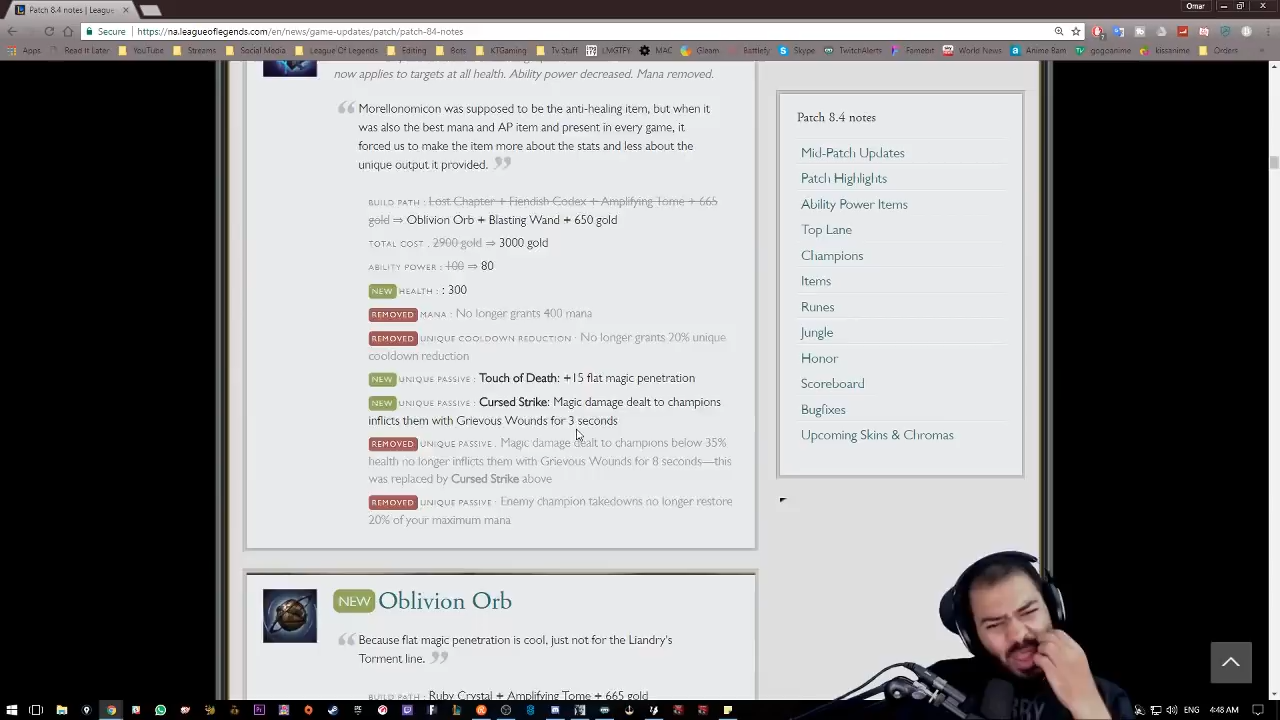 Patch 8.4 notes | League
Omar
Secure https://na.leagueoflegends.com/en/news/game-updates/patch/patch-84-notes
Apps Read It Later YouTube Streams Social Media League Of Legends Editing Bots KTGaming Tv Stuff LMGTFY MAC Gleam Battlefy Skype TwitchAlerts Famebit World News Anime Bam gogoanime kissanime Orders
now applies to targets at all health. Ability power decreased. Mana removed.
Morellonomicon was supposed to be the anti-healing item, but when it
was also the best mana and AP item and present in every game, it
forced us to make the item more about the stats and less about the
unique output it provided.
BUILD PATH : Lost Chapter + Fiendish Codex + Amplifying Tome + 665
gold ⇒ Oblivion Orb + Blasting Wand + 650 gold
TOTAL COST : 2900 gold ⇒ 3000 gold
ABILITY POWER : 100 ⇒ 80
NEW HEALTH : : 300
REMOVED MANA : No longer grants 400 mana
REMOVED UNIQUE COOLDOWN REDUCTION : No longer grants 20% unique
cooldown reduction
NEW UNIQUE PASSIVE : Touch of Death: +15 flat magic penetration
NEW UNIQUE PASSIVE : Cursed Strike: Magic damage dealt to champions
inflicts them with Grievous Wounds for 3 seconds
REMOVED UNIQUE PASSIVE : Magic damage dealt to champions below 35%
health no longer inflicts them with Grievous Wounds for 8 seconds—this
was replaced by Cursed Strike above
REMOVED UNIQUE PASSIVE : Enemy champion takedowns no longer restore
20% of your maximum mana
NEW Oblivion Orb
Because flat magic penetration is cool, just not for the Liandry's
Torment line.
BUILD PATH : Ruby Crystal + Amplifying Tome + 665 gold
Patch 8.4 notes
Mid-Patch Updates
Patch Highlights
Ability Power Items
Top Lane
Champions
Items
Runes
Jungle
Honor
Scoreboard
Bugfixes
Upcoming Skins & Chromas
ENG 4:48 AM